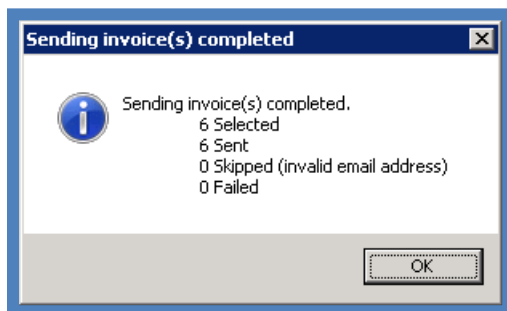 Sending invoice(s) completed
Sending invoice(s) completed.
6 Selected
6 Sent
0 Skipped (invalid email address)
0 Failed
OK